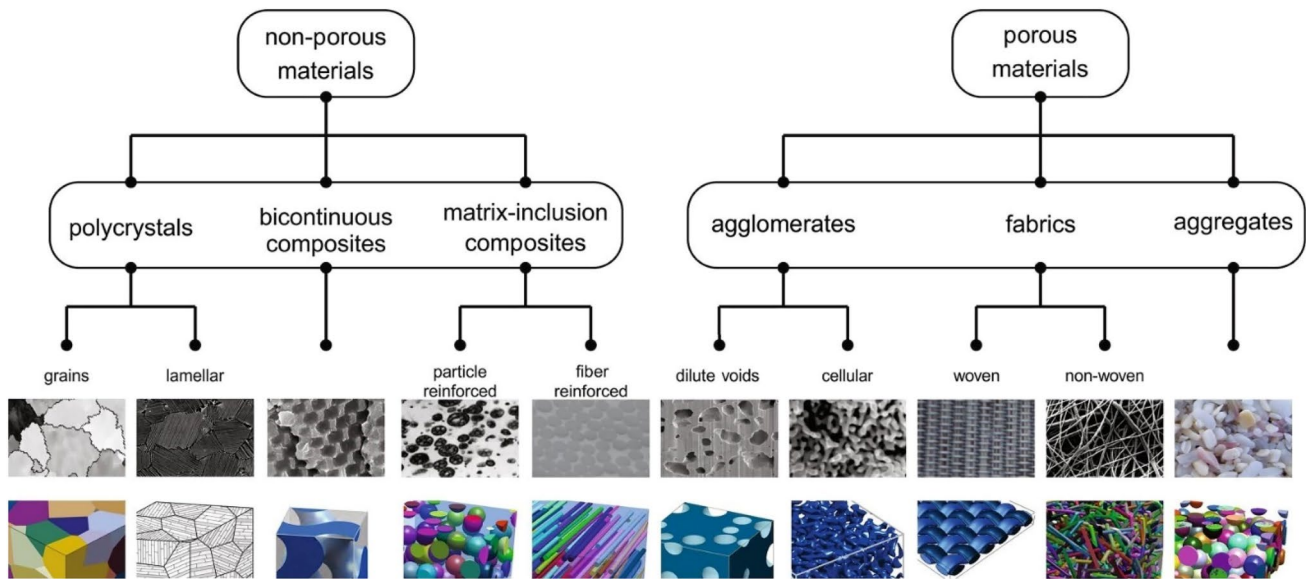 non-porous
materials
porous
materials
polycrystals
bicontinuous
composites
matrix-inclusion
composites
agglomerates
fabrics
aggregates
grains
lamellar
particle
reinforced
fiber
reinforced
dilute voids
cellular
woven
non-woven